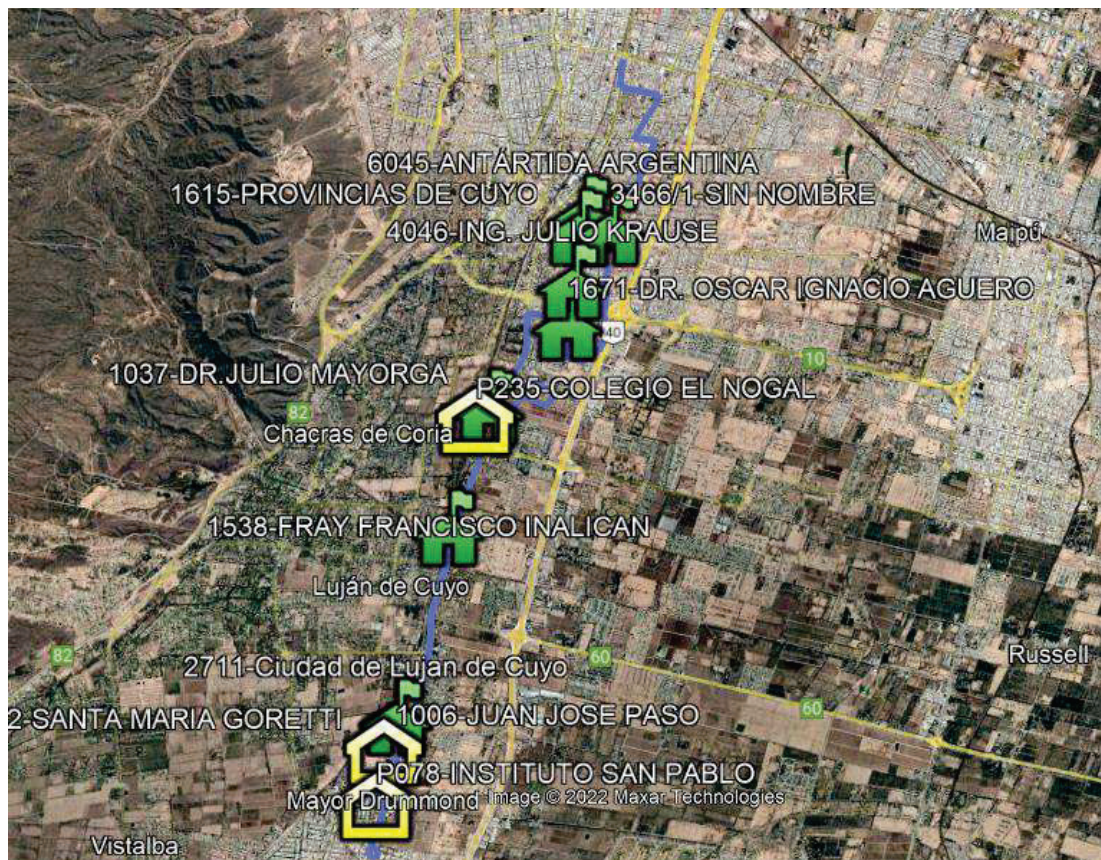 6045-ANTÁRTIDA ARGENTINA
1615-PROVINCIAS DE CUYO
3466/1-SIN NOMBRE
4046-ING. JULIO KRAUSE
Maipú
1671-DR. OSCAR IGNACIO AGUERO
40
10
1037-DR.JULIO MAYORGA
P235-COLEGIO EL NOGAL
82
Chacras de Coria
1538-FRAY FRANCISCO INALICAN
Luján de Cuyo
82
60
Russell
2711-Ciudad de Luján de Cuyo
60
2-SANTA MARIA GORETTI
1006-JUAN JOSE PASO
P078-INSTITUTO SAN PABLO
Mayor Drummond
Image © 2022 Maxar Technologies
Vistalba